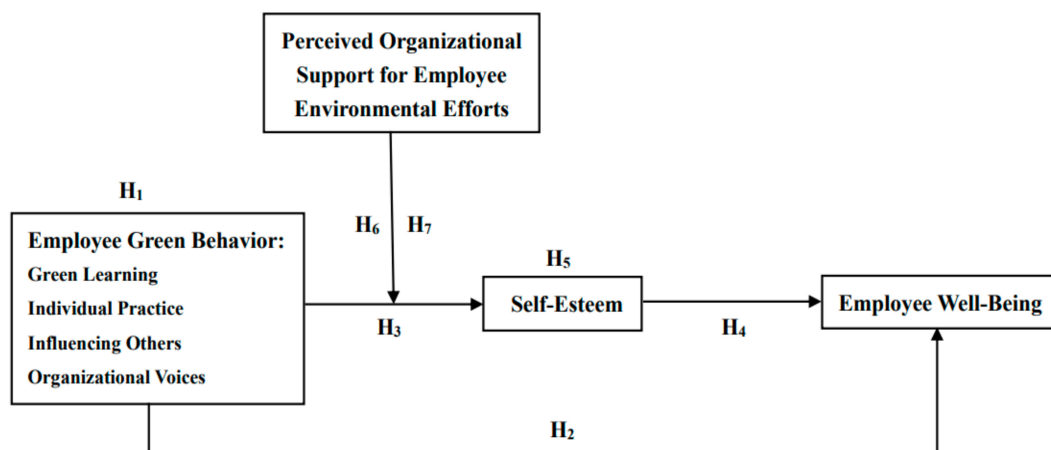 Perceived Organizational
Support for Employee
Environmental Efforts
H₁
H₆ H₇
Employee Green Behavior:
Green Learning
Individual Practice
Influencing Others
Organizational Voices
H₃
H₅
Self-Esteem
H₄
Employee Well-Being
H₂